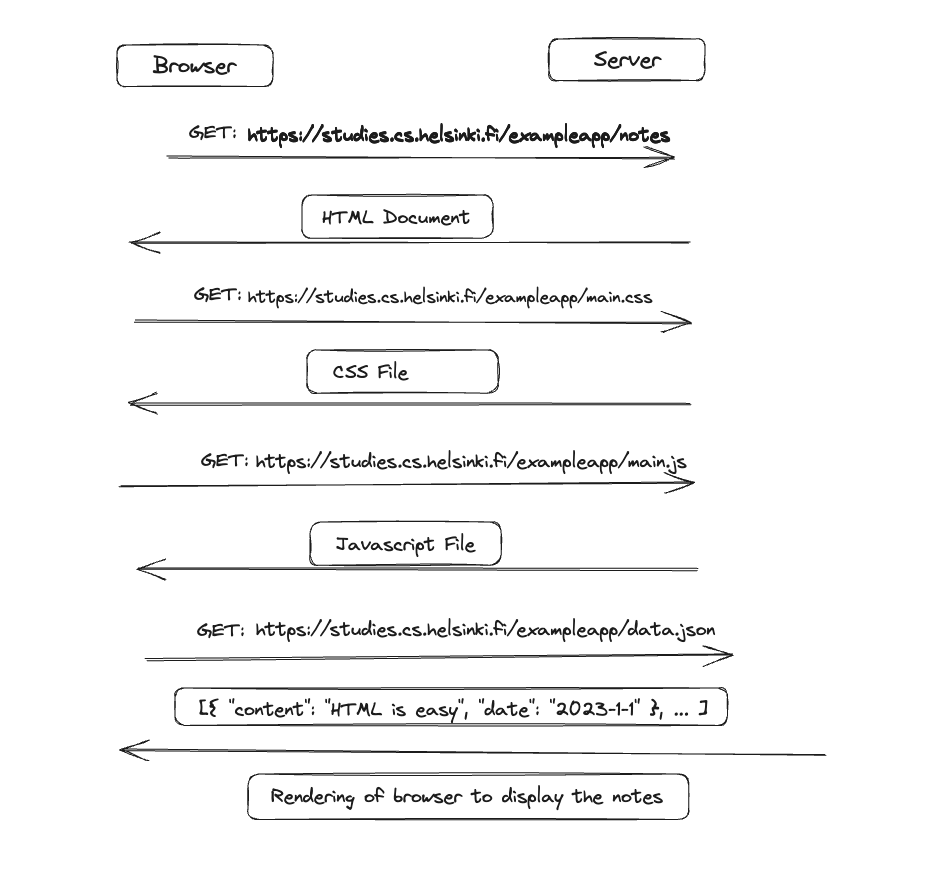 Browser
Server
GET: https://studies.cs.helsinki.fi/exampleapp/notes
HTML Document
GET: https://studies.cs.helsinki.fi/exampleapp/main.css
CSS File
GET: https://studies.cs.helsinki.fi/exampleapp/main.js
Javascript File
GET: https://studies.cs.helsinki.fi/exampleapp/data.json
[{ "content": "HTML is easy", "date": "2023-1-1" }, ... ]
Rendering of browser to display the notes